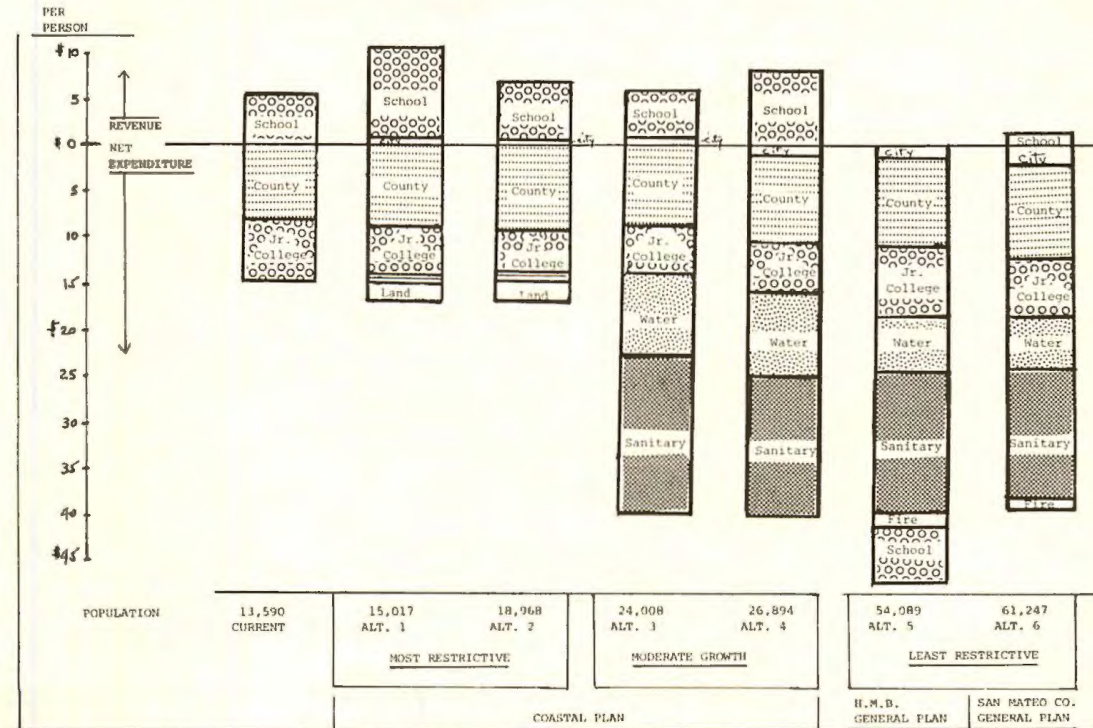 PER
PERSON
$10
5
REVENUE
$0
NET
EXPENDITURE
5
10
15
$20
25
30
35
40
$45
School
County
Jr.
College
School
City
County
Jr.
College
Land
School
city
County
Jr
College
Land
School
city
County
Jr.
College
Water
Sanitary
School
City
County
Jr.
College
Water
Sanitary
City
County
Jr.
College
Water
Sanitary
Fire
School
School
City
County
Jr.
College
Water
Sanitary
Fire
POPULATION
13,590 15,017 18,968 24,008 26,894 54,089 61,247
CURRENT ALT. 1 ALT. 2 ALT. 3 ALT. 4 ALT. 5 ALT. 6
MOST RESTRICTIVE MODERATE GROWTH LEAST RESTRICTIVE
H.M.B. SAN MATEO CO.
COASTAL PLAN GENERAL PLAN GENERAL PLAN